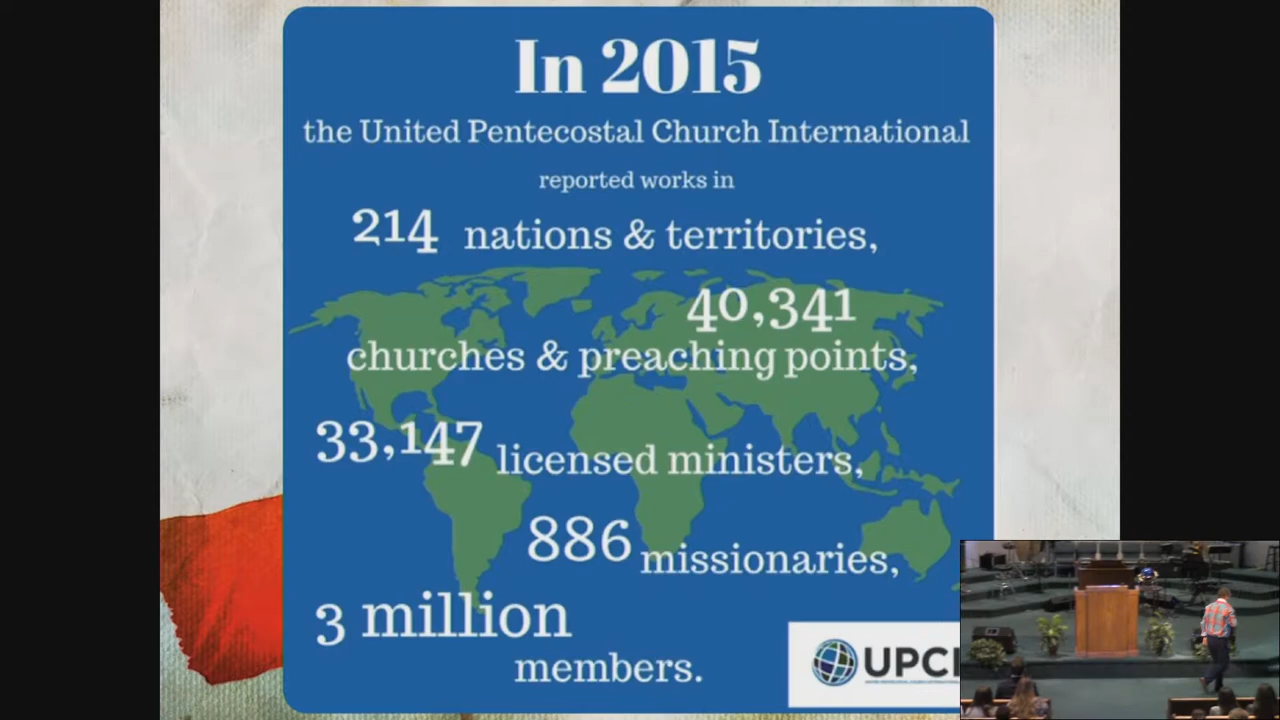 In 2015
the United Pentecostal Church International
reported works in
214 nations & territories,
40,341
churches & preaching points,
33,147 licensed ministers,
886 missionaries,
3 million
members.
UPCI